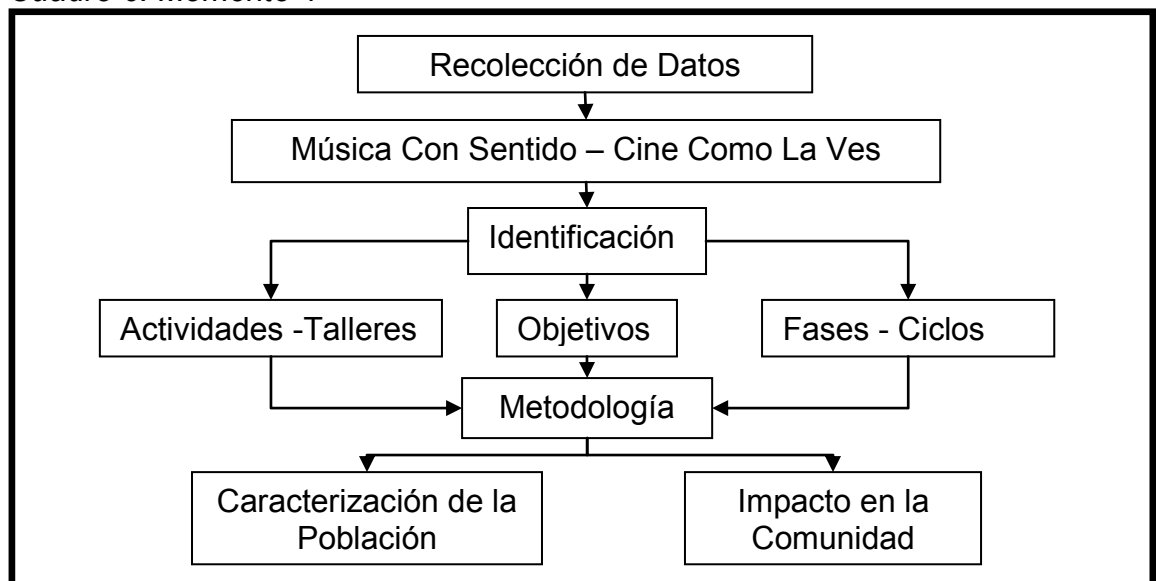 Recolección de Datos
Música Con Sentido – Cine Como La Ves
Identificación
Actividades -Talleres
Objetivos
Fases - Ciclos
Metodología
Caracterización de la
Población
Impacto en la
Comunidad